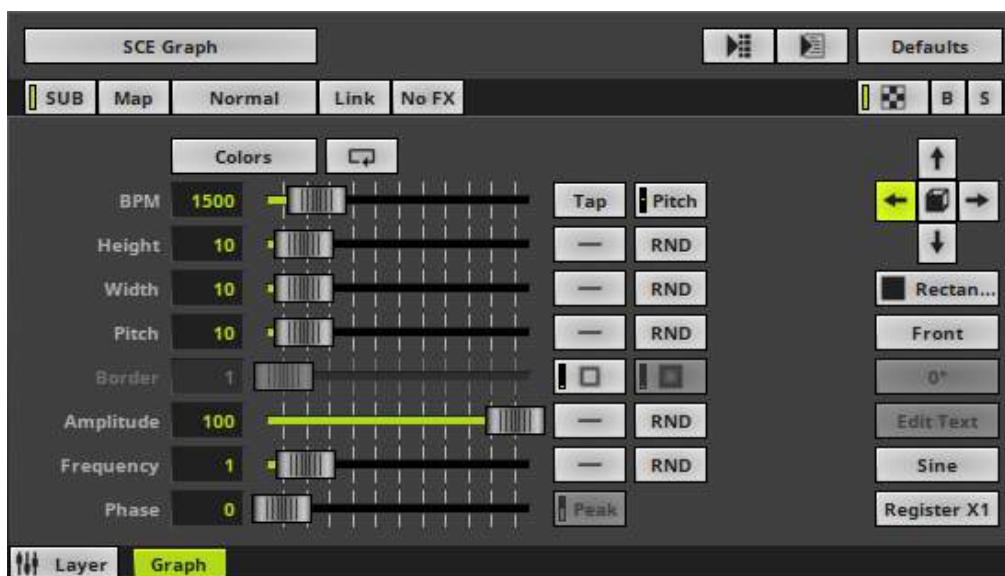 SCE Graph
Defaults
SUB Map Normal Link No FX B S
Colors
BPM 1500 Tap Pitch
Height 10 RND
Width 10 RND Rectan...
Pitch 10 RND Front
Border 1 0°
Amplitude 100 RND Edit Text
Frequency 1 RND Sine
Phase 0 Peak Register X1
Layer Graph